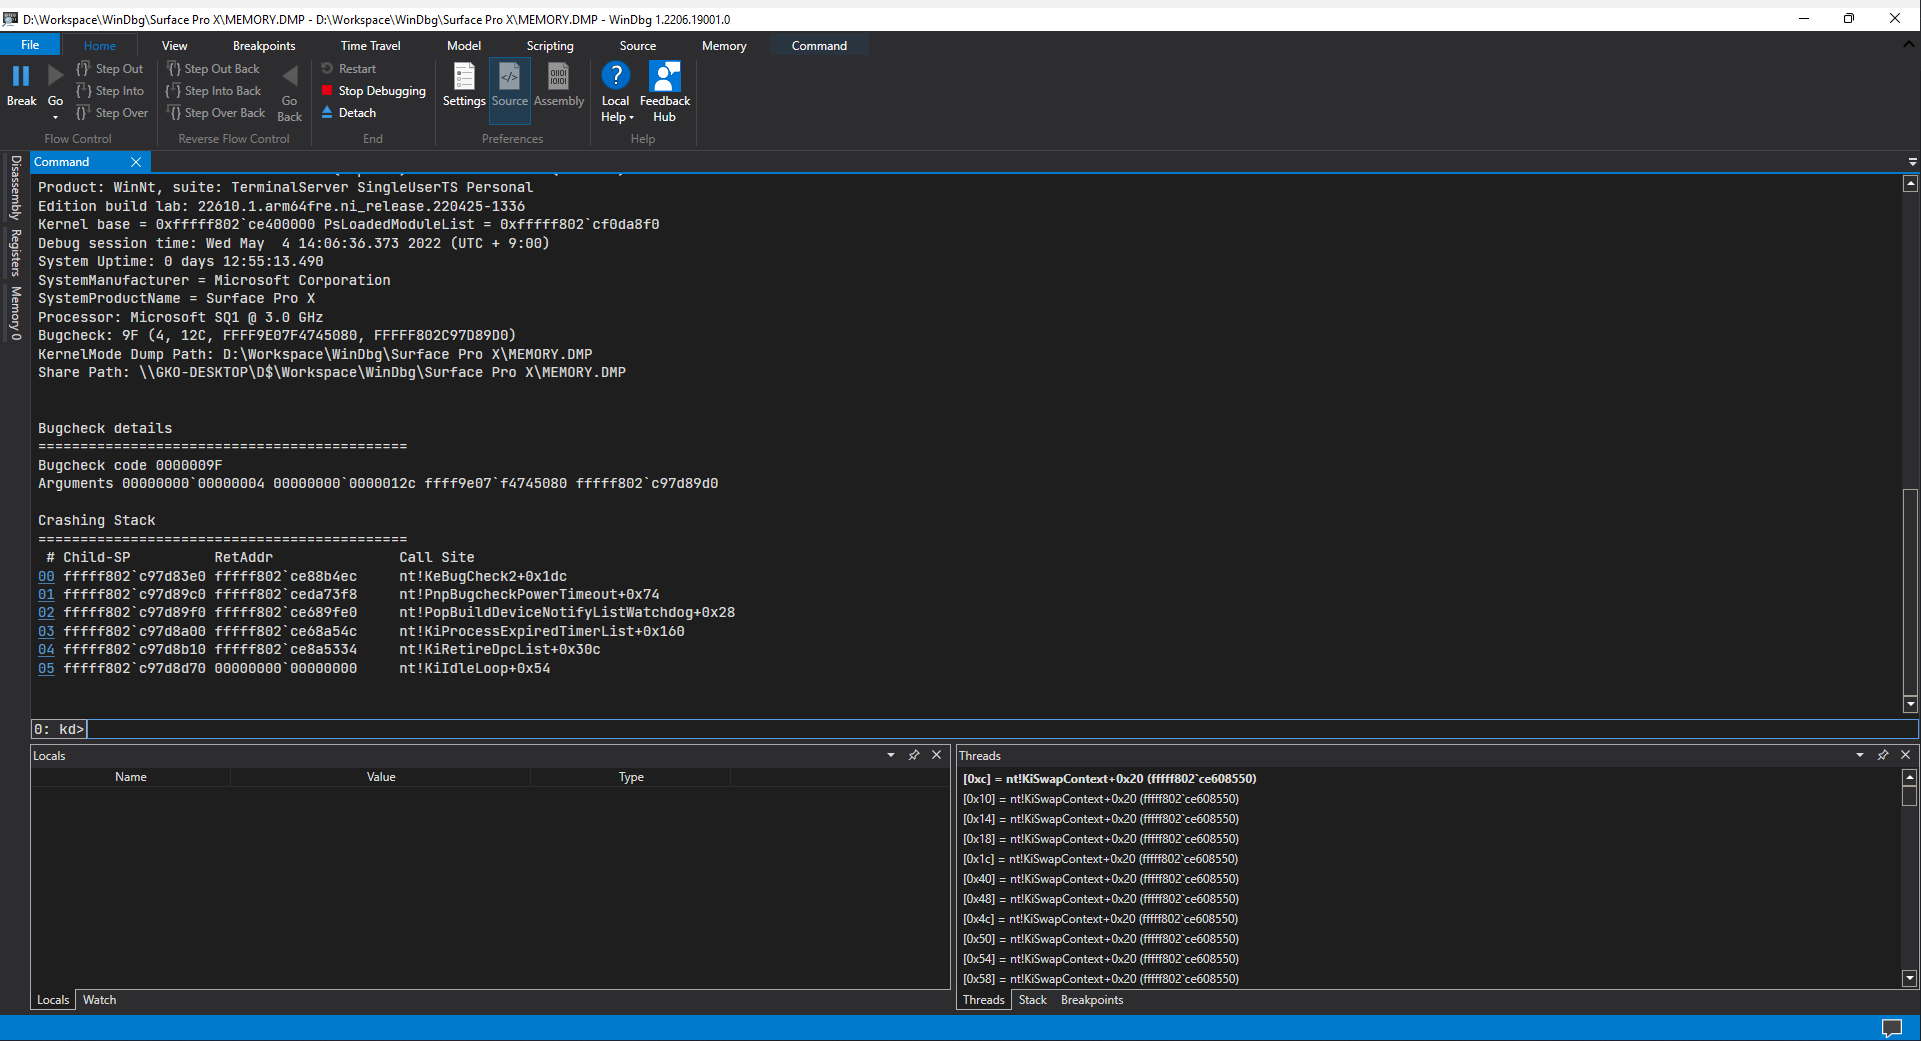 D:\Workspace\WinDbg\Surface Pro X\MEMORY.DMP - D:\Workspace\WinDbg\Surface Pro X\MEMORY.DMP - WinDbg 1.2206.19001.0
File Home View Breakpoints Time Travel Model Scripting Source Memory Command
Break
Go
Step Out
Step Into
Step Over
Flow Control
Step Out Back
Step Into Back
Step Over Back
Go Back
Reverse Flow Control
Restart
Stop Debugging
Detach
End
Settings Source Assembly
Preferences
Local Help
Feedback Hub
Help
Disassembly
Registers
Memory 0
Command
Product: WinNt, suite: TerminalServer SingleUserTS Personal
Edition build lab: 22610.1.arm64fre.ni_release.220425-1336
Kernel base = 0xfffff802`ce400000 PsLoadedModuleList = 0xfffff802`cf0da8f0
Debug session time: Wed May  4 14:06:36.373 2022 (UTC + 9:00)
System Uptime: 0 days 12:55:13.490
SystemManufacturer = Microsoft Corporation
SystemProductName = Surface Pro X
Processor: Microsoft SQ1 @ 3.0 GHz
Bugcheck: 9F (4, 12C, FFFF9E07F4745080, FFFFF802C97D89D0)
KernelMode Dump Path: D:\Workspace\WinDbg\Surface Pro X\MEMORY.DMP
Share Path: \\GKO-DESKTOP\D$\Workspace\WinDbg\Surface Pro X\MEMORY.DMP
Bugcheck details
============================================
Bugcheck code 0000009F
Arguments 00000000`00000004 00000000`0000012c ffff9e07`f4745080 fffff802`c97d89d0
Crashing Stack
============================================
# Child-SP          RetAddr               Call Site
00 fffff802`c97d83e0 fffff802`ce88b4ec     nt!KeBugCheck2+0x1dc
01 fffff802`c97d89c0 fffff802`ceda73f8     nt!PnpBugcheckPowerTimeout+0x74
02 fffff802`c97d89f0 fffff802`ce689fe0     nt!PopBuildDeviceNotifyListWatchdog+0x28
03 fffff802`c97d8a00 fffff802`ce68a54c     nt!KiProcessExpiredTimerList+0x160
04 fffff802`c97d8b10 fffff802`ce8a5334     nt!KiRetireDpcList+0x30c
05 fffff802`c97d8d70 00000000`00000000     nt!KiIdleLoop+0x54
0: kd>
Locals
Name Value Type
Locals Watch
Threads
[0xc] = nt!KiSwapContext+0x20 (fffff802`ce608550)
[0x10] = nt!KiSwapContext+0x20 (fffff802`ce608550)
[0x14] = nt!KiSwapContext+0x20 (fffff802`ce608550)
[0x18] = nt!KiSwapContext+0x20 (fffff802`ce608550)
[0x1c] = nt!KiSwapContext+0x20 (fffff802`ce608550)
[0x40] = nt!KiSwapContext+0x20 (fffff802`ce608550)
[0x48] = nt!KiSwapContext+0x20 (fffff802`ce608550)
[0x4c] = nt!KiSwapContext+0x20 (fffff802`ce608550)
[0x50] = nt!KiSwapContext+0x20 (fffff802`ce608550)
[0x54] = nt!KiSwapContext+0x20 (fffff802`ce608550)
[0x58] = nt!KiSwapContext+0x20 (fffff802`ce608550)
Threads Stack Breakpoints